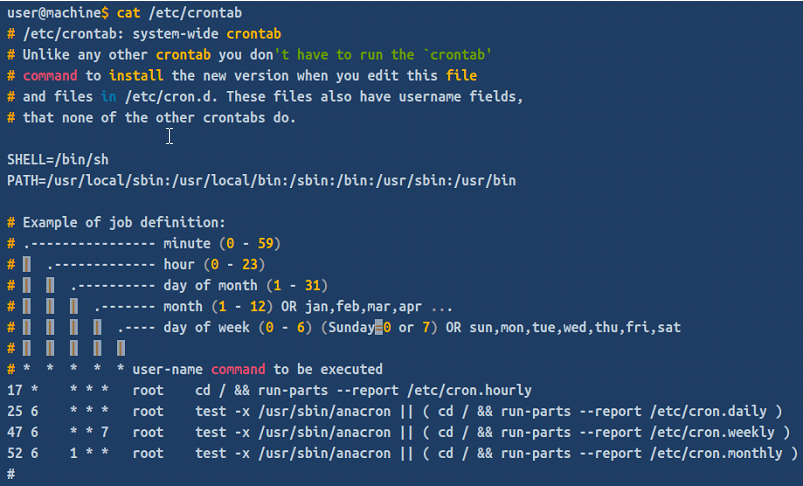 user@machine$ cat /etc/crontab
# /etc/crontab: system-wide crontab
# Unlike any other crontab you don't have to run the `crontab'
# command to install the new version when you edit this file
# and files in /etc/cron.d. These files also have username fields,
# that none of the other crontabs do.
SHELL=/bin/sh
PATH=/usr/local/sbin:/usr/local/bin:/sbin:/bin:/usr/sbin:/usr/bin
# Example of job definition:
# .---------------- minute (0 - 59)
# | .------------- hour (0 - 23)
# | | .---------- day of month (1 - 31)
# | | | .------- month (1 - 12) OR jan,feb,mar,apr ...
# | | | | .---- day of week (0 - 6) (Sunday=0 or 7) OR sun,mon,tue,wed,thu,fri,sat
# | | | | |
# * * * * * user-name command to be executed
17 * * * * root cd / && run-parts --report /etc/cron.hourly
25 6 * * * root test -x /usr/sbin/anacron || ( cd / && run-parts --report /etc/cron.daily )
47 6 * * 7 root test -x /usr/sbin/anacron || ( cd / && run-parts --report /etc/cron.weekly )
52 6 1 * * root test -x /usr/sbin/anacron || ( cd / && run-parts --report /etc/cron.monthly )
#